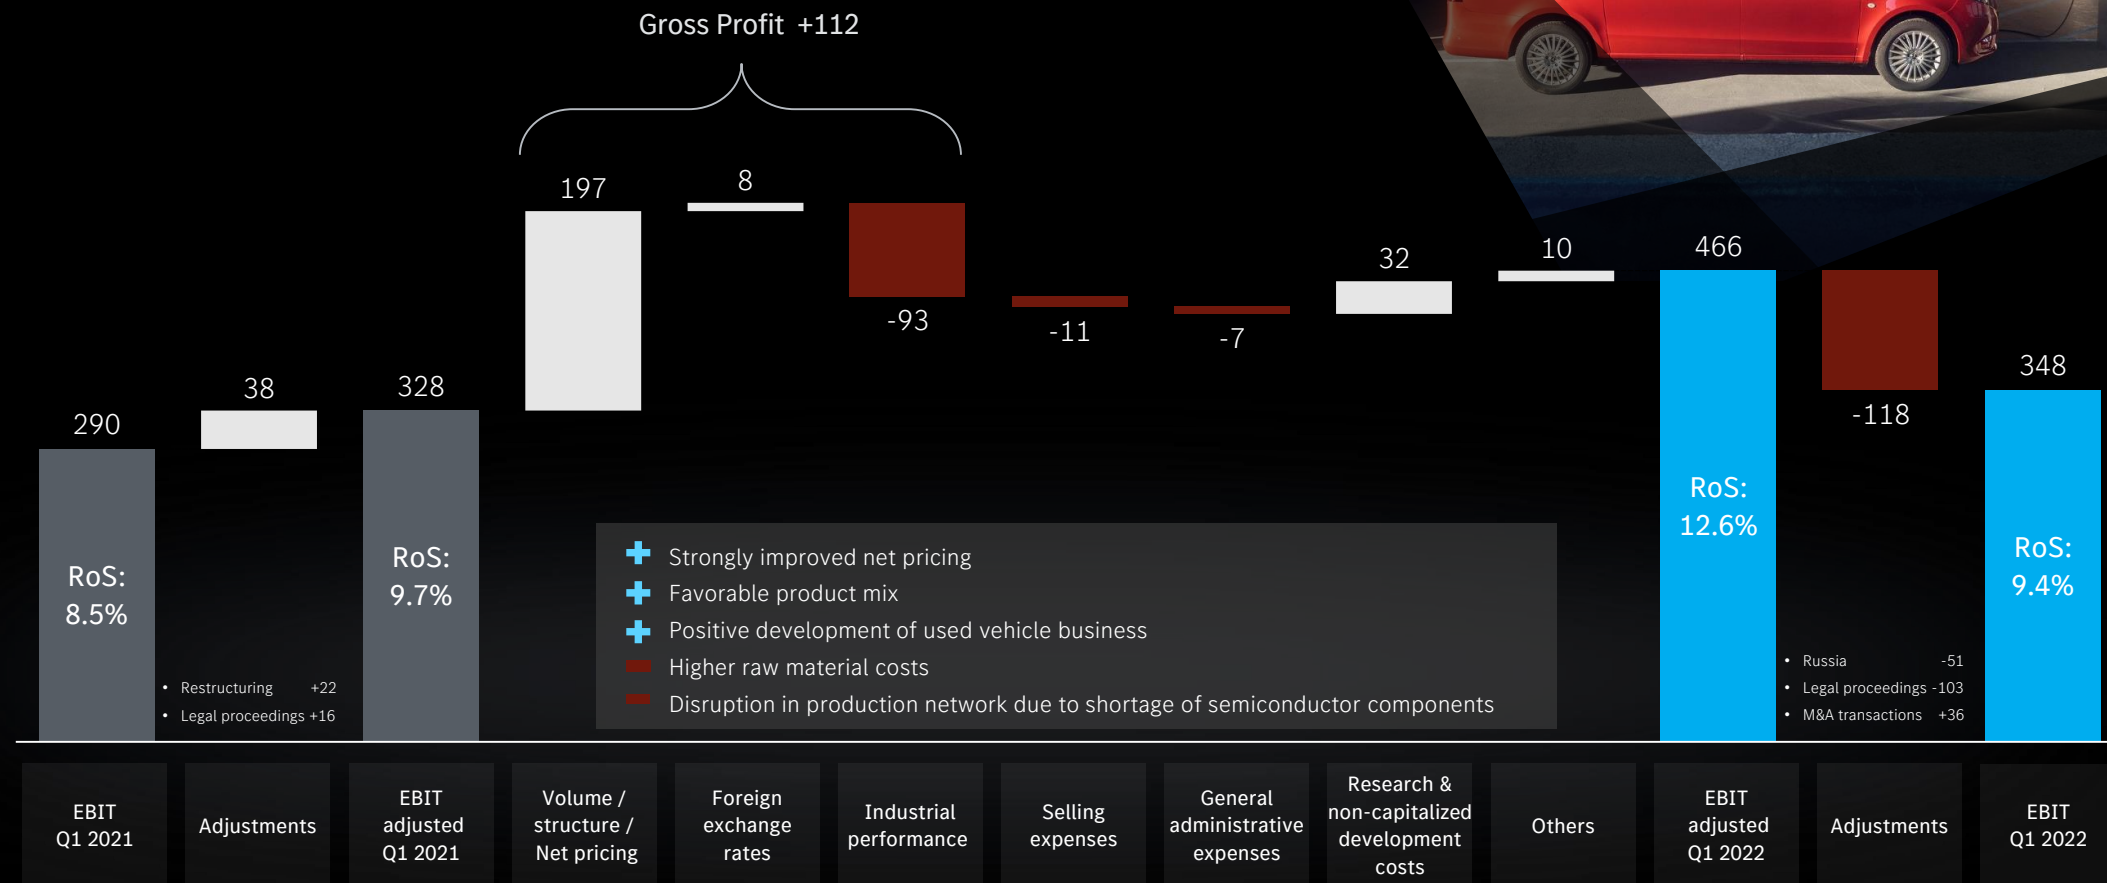 Gross Profit +112
197
8
-93
-11
-7
32
10
466
-118
348
290
38
328
RoS:
8.5%
RoS:
9.7%
RoS:
12.6%
RoS:
9.4%
• Restructuring +22
• Legal proceedings +16
Strongly improved net pricing
Favorable product mix
Positive development of used vehicle business
Higher raw material costs
Disruption in production network due to shortage of semiconductor components
• Russia -51
• Legal proceedings -103
• M&A transactions +36
EBIT
Q1 2021
Adjustments
EBIT
adjusted
Q1 2021
Volume /
structure /
Net pricing
Foreign
exchange
rates
Industrial
performance
Selling
expenses
General
administrative
expenses
Research &
non-capitalized
development
costs
Others
EBIT
adjusted
Q1 2022
Adjustments
EBIT
Q1 2022